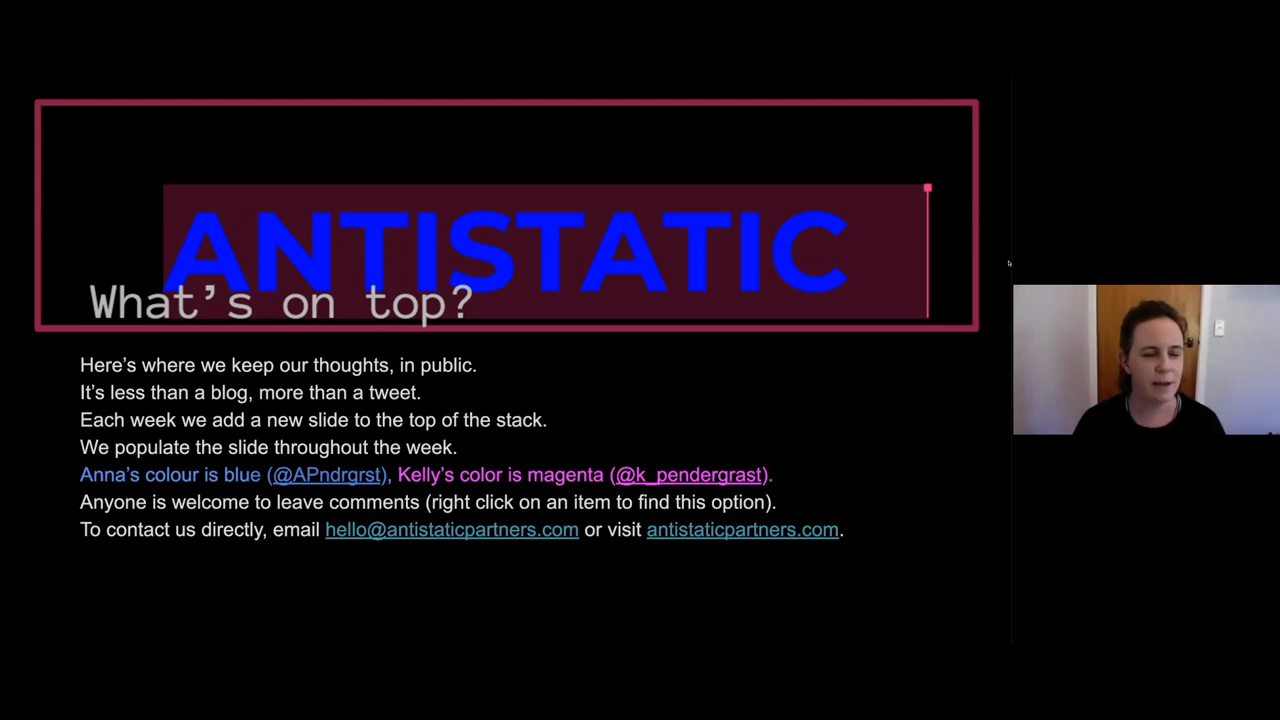 ANTISTATIC
What's on top?
Here's where we keep our thoughts, in public.
It's less than a blog, more than a tweet.
Each week we add a new slide to the top of the stack.
We populate the slide throughout the week.
Anna's colour is blue (@APndrgrst), Kelly's color is magenta (@k_pendergrast).
Anyone is welcome to leave comments (right click on an item to find this option).
To contact us directly, email hello@antistaticpartners.com or visit antistaticpartners.com.